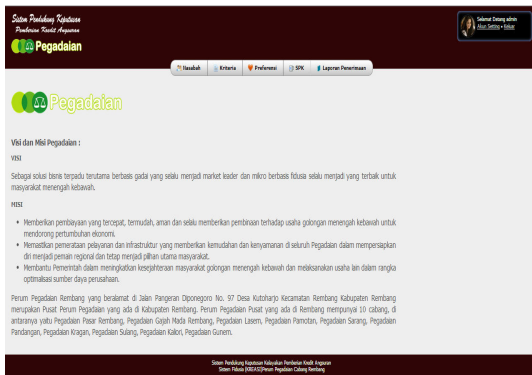 Sistem Pendukung Keputusan
Pemberian Kredit Angsuran
Pegadaian
Selamat Datang admin
Akun Setting • Keluar
Nasabah Kriteria Preferensi SPK Laporan Penerimaan
Pegadaian
Visi dan Misi Pegadaian :
VISI
Sebagai solusi bisnis terpadu terutama berbasis gadai yang selalu menjadi market leader dan mikro berbasis fidusia selalu menjadi yang terbaik untuk
masyarakat menengah kebawah.
MISI
• Memberikan pembiayaan yang tercepat, termudah, aman dan selalu memberikan pembinaan terhadap usaha golongan menengah kebawah untuk
mendorong pertumbuhan ekonomi.
• Memastikan pemerataan pelayanan dan infrastruktur yang memberikan kemudahan dan kenyamanan di seluruh Pegadaian dalam mempersiapkan
diri menjadi pemain regional dan tetap menjadi pilihan utama masyarakat.
• Membantu Pemerintah dalam meningkatkan kesejahteraan masyarakat golongan menengah kebawah dan melaksanakan usaha lain dalam rangka
optimalisasi sumber daya perusahaan.
Perum Pegadaian Rembang yang beralamat di Jalan Pangeran Diponegoro No. 97 Desa Kutoharjo Kecamatan Rembang Kabupaten Rembang
merupakan Pusat Perum Pegadaian yang ada di Kabupaten Rembang. Perum Pegadaian Pusat yang ada di Rembang mempunyai 10 cabang, di
antaranya yaitu Pegadaian Pasar Rembang, Pegadaian Gajah Mada Rembang, Pegadaian Lasem, Pegadaian Pamotan, Pegadaian Sarang, Pegadaian
Pandangan, Pegadaian Kragan, Pegadaian Sulang, Pegadaian Kalori, Pegadaian Gunem.
Sistem Pendukung Keputusan Kelayakan Pemberian Kredit Angsuran
Sistem Fidusia [KREASI]Perum Pegadaian Cabang Rembang